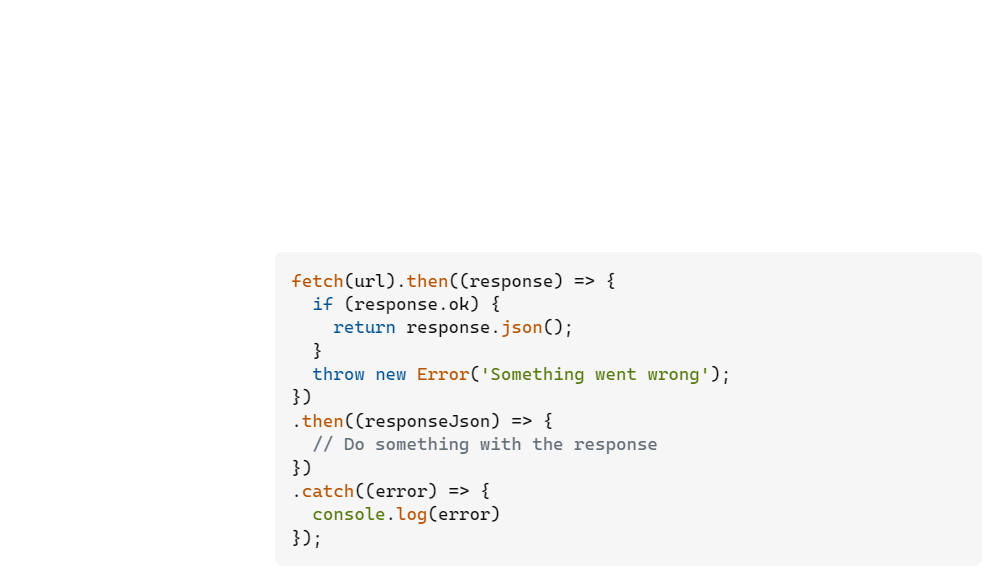 fetch(url).then((response) => {
  if (response.ok) {
    return response.json();
  }
  throw new Error('Something went wrong');
})
.then((responseJson) => {
  // Do something with the response
})
.catch((error) => {
  console.log(error)
});